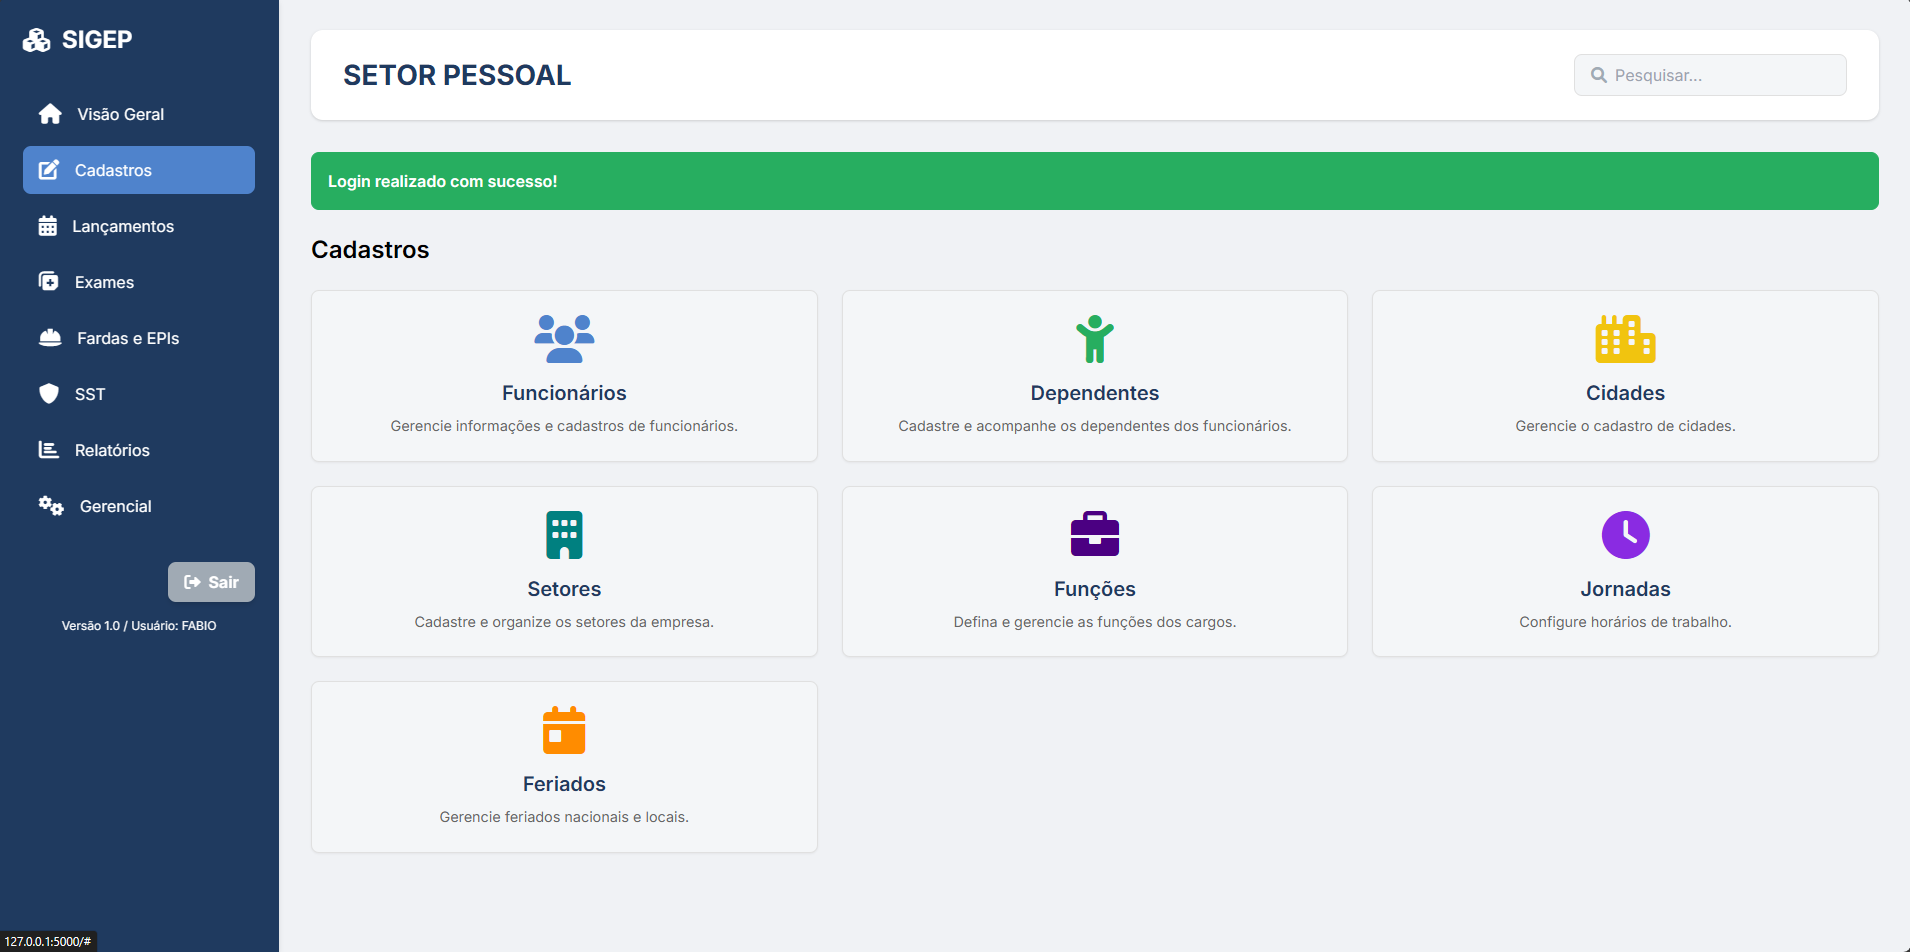 SIGEP
Visão Geral
Cadastros
Lançamentos
Exames
Fardas e EPIs
SST
Relatórios
Gerencial
Sair
Versão 1.0 / Usuário: FABIO
SETOR PESSOAL
Pesquisar...
Login realizado com sucesso!
Cadastros
Funcionários
Gerencie informações e cadastros de funcionários.
Dependentes
Cadastre e acompanhe os dependentes dos funcionários.
Cidades
Gerencie o cadastro de cidades.
Setores
Cadastre e organize os setores da empresa.
Funções
Defina e gerencie as funções dos cargos.
Jornadas
Configure horários de trabalho.
Feriados
Gerencie feriados nacionais e locais.
127.0.0.1:5000/#